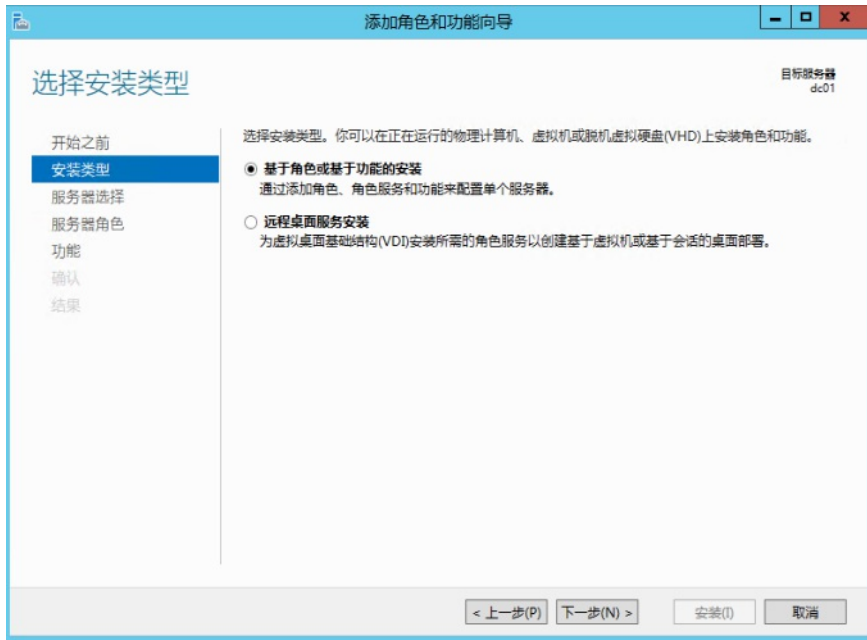 添加角色和功能向导
选择安装类型
目标服务器
dc01
开始之前
安装类型
服务器选择
服务器角色
功能
确认
结果
选择安装类型。你可以在正在运行的物理计算机、虚拟机或脱机虚拟硬盘(VHD)上安装角色和功能。
基于角色或基于功能的安装
通过添加角色、角色服务和功能来配置单个服务器。
远程桌面服务安装
为虚拟桌面基础结构(VDI)安装所需的角色服务以创建基于虚拟机或基于会话的桌面部署。
< 上一步(P) 下一步(N) > 安装(I) 取消